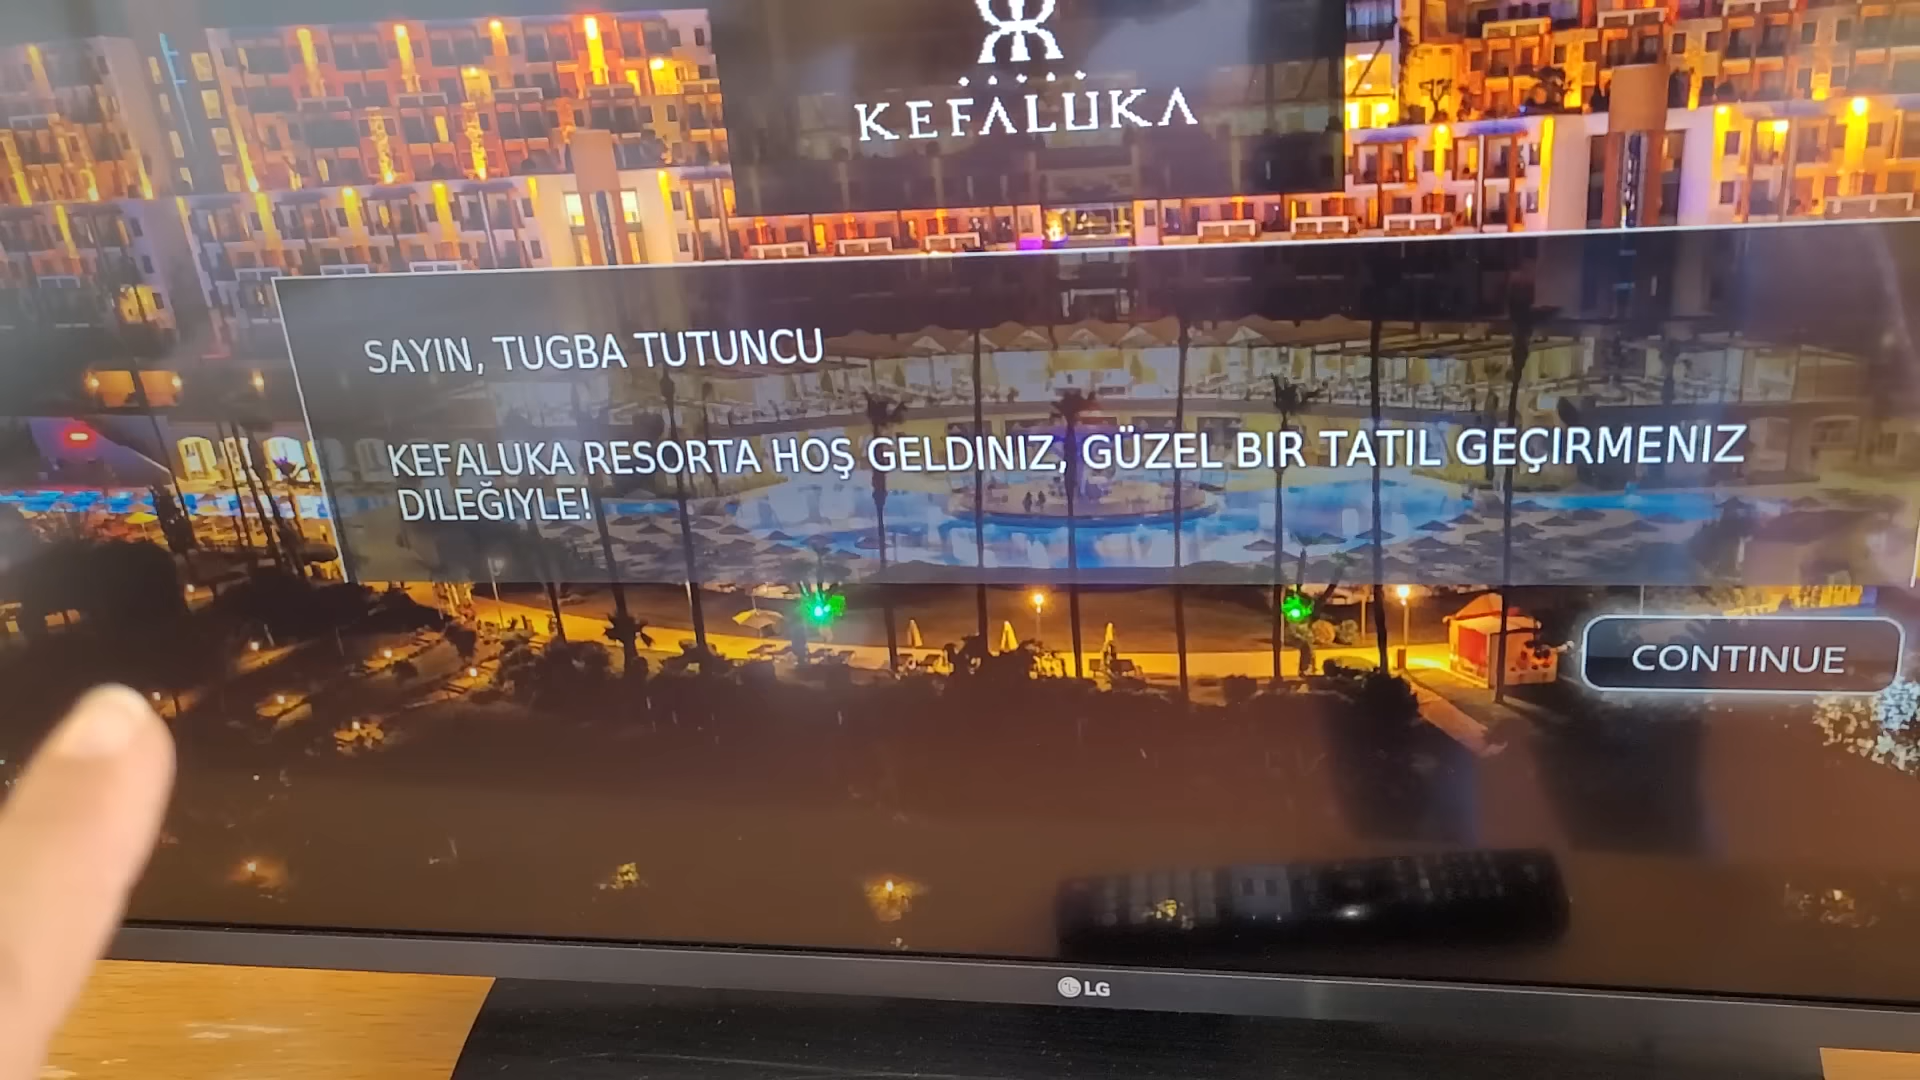 KEFALUKA
SAYIN, TUGBA TUTUNCU
KEFALUKA RESORTA HOŞ GELDINIZ, GÜZEL BIR TATIL GEÇIRMENIZ
DILEĞIYLE!
CONTINUE
LG